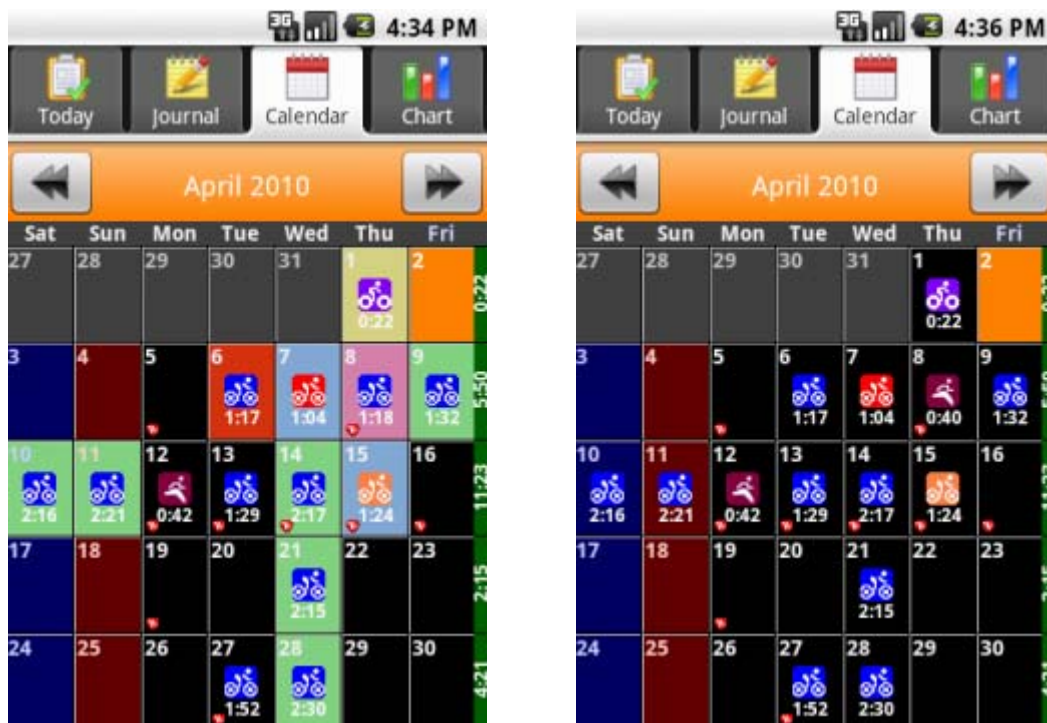 3G 4:34 PM
Today Journal Calendar Chart
April 2010
Sat Sun Mon Tue Wed Thu Fri
27 28 29 30 31 1 2
0:22
0:22
3 4 5 6 7 8 9
1:17 1:04 1:18 1:32
5:50
10 11 12 13 14 15 16
2:16 2:21 0:42 1:29 2:17 1:24
11:23
17 18 19 20 21 22 23
2:15
2:15
24 25 26 27 28 29 30
1:52 2:30
4:21
3G 4:36 PM
Today Journal Calendar Chart
April 2010
Sat Sun Mon Tue Wed Thu Fri
27 28 29 30 31 1 2
0:22
3 4 5 6 7 8 9
1:17 1:04 0:40 1:32
10 11 12 13 14 15 16
2:16 2:21 0:42 1:29 2:17 1:24
17 18 19 20 21 22 23
2:15
24 25 26 27 28 29 30
1:52 2:30